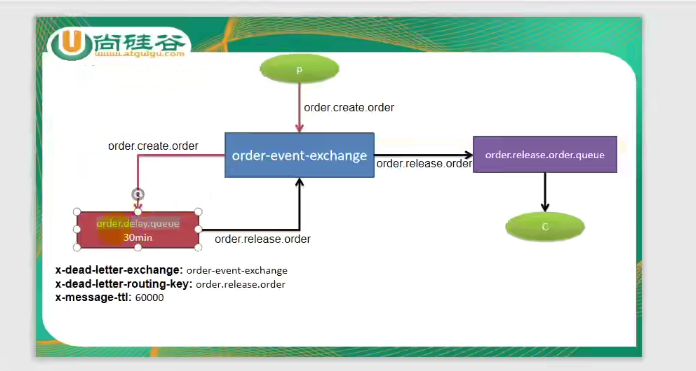 尚硅谷
www.atguigu.com
P
order.create.order
order.create.order
order-event-exchange
order.release.order
order.release.order.queue
order.delay.queue
30min
order.release.order
C
x-dead-letter-exchange: order-event-exchange
x-dead-letter-routing-key: order.release.order
x-message-ttl: 60000